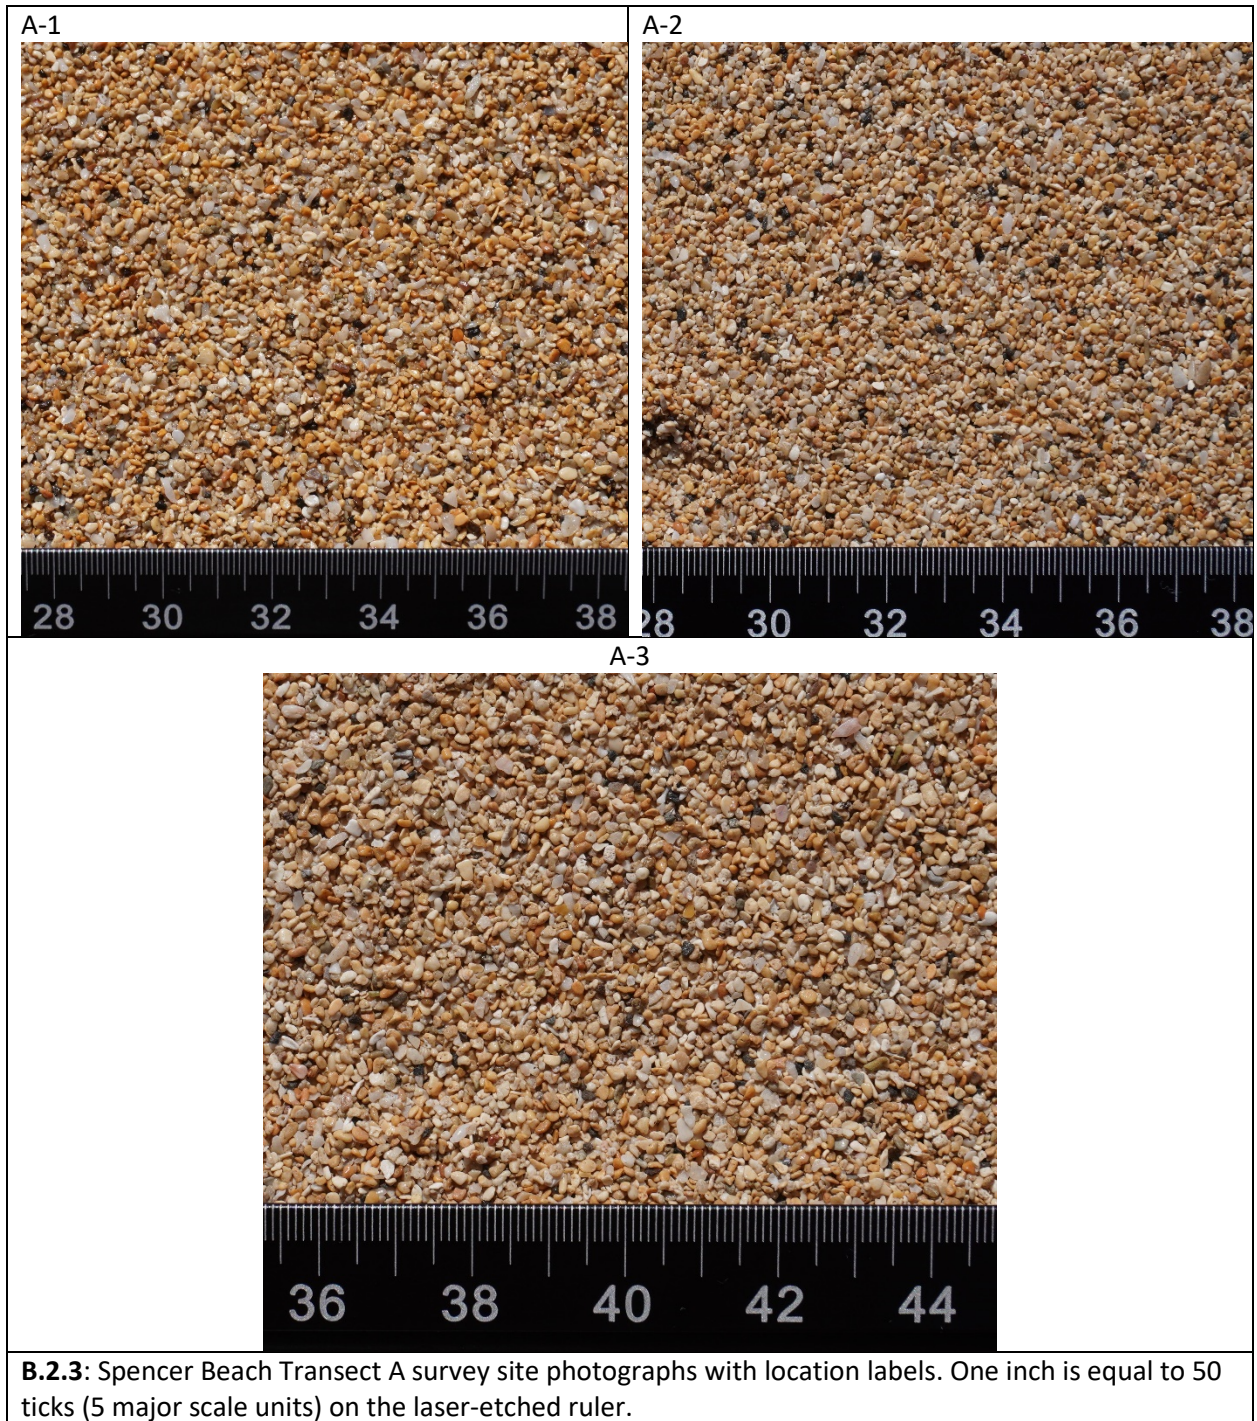 A-1
A-2
28 30 32 34 36 38
28 30 32 34 36 38
A-3
36 38 40 42 44
B.2.3: Spencer Beach Transect A survey site photographs with location labels. One inch is equal to 50
ticks (5 major scale units) on the laser-etched ruler.